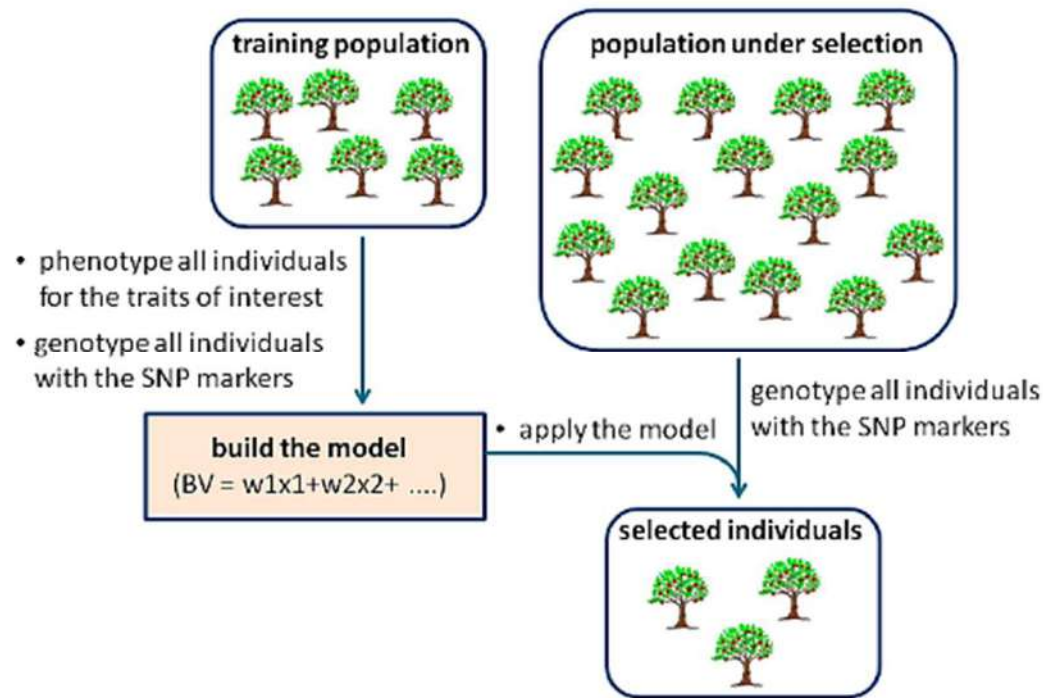 training population
population under selection
• phenotype all individuals
for the traits of interest
• genotype all individuals
with the SNP markers
build the model
(BV = w1x1+w2x2+ ....)
• apply the model
genotype all individuals
with the SNP markers
selected individuals